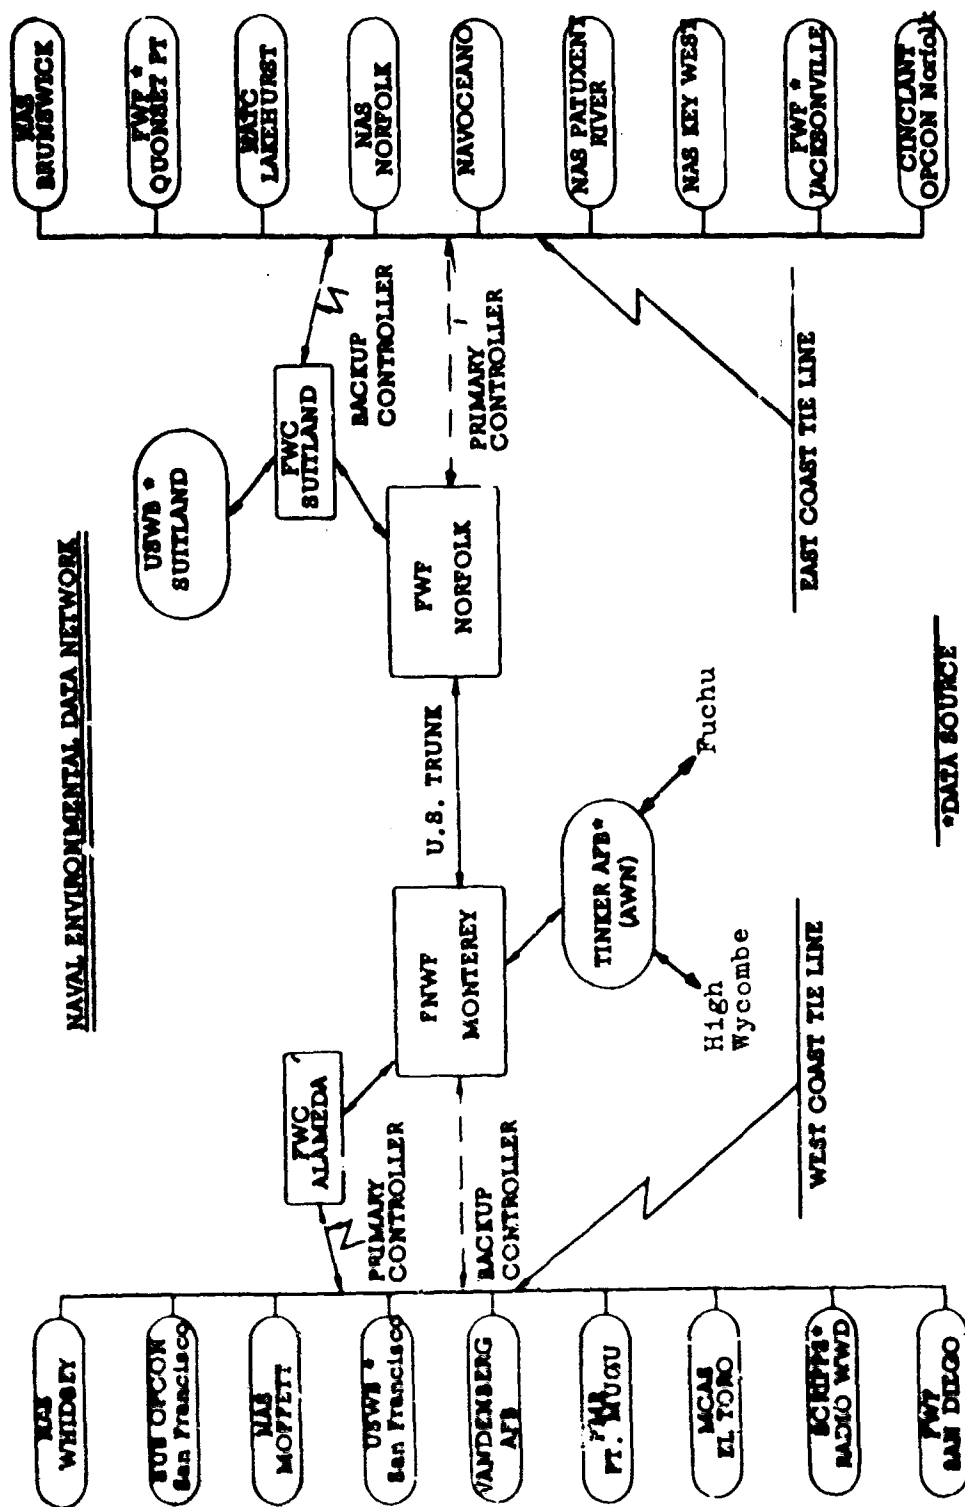 NAVAL ENVIRONMENTAL DATA NETWORK
NAS
WHIDBEY
SUB OPCON
San Francisco
NAS
MOFFETT
USWB *
San Francisco
VANDENBERG
AFB
PMR
PT. MUGU
MCAS
EL TORO
SCRIPPS*
RADIO WWD
FWF
SAN DIEGO
PRIMARY
CONTROLLER
BACKUP
CONTROLLER
WEST COAST TIE LINE
FWC
ALAMEDA
FNWF
MONTEREY
TINKER AFB*
(AWN)
High
Wycombe
Fuchu
U.S. TRUNK
USWB *
SUITLAND
FWC
SUITLAND
FWF
NORFOLK
BACKUP
CONTROLLER
PRIMARY
CONTROLLER
EAST COAST TIE LINE
NAS
BRUNSWICK
FWF *
QUONSET PT
NATC
LAKEHURST
NAS
NORFOLK
NAVOCEANO
NAS PATUXENT
RIVER
NAS KEY WEST
FWF *
JACKSONVILLE
CINCLANT
OPCON Norfolk
*DATA SOURCE